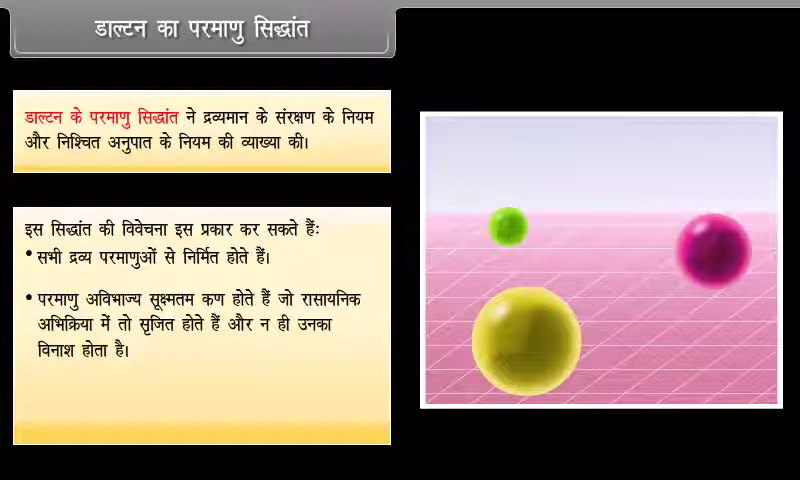 डाल्टन का परमाणु सिद्धांत
डाल्टन के परमाणु सिद्धांत ने द्रव्यमान के संरक्षण के नियम
और निश्चित अनुपात के नियम की व्याख्या की।
इस सिद्धांत की विवेचना इस प्रकार कर सकते हैं:
• सभी द्रव्य परमाणुओं से निर्मित होते हैं।
• परमाणु अविभाज्य सूक्ष्मतम कण होते हैं जो रासायनिक
अभिक्रिया में तो सृजित होते हैं और न ही उनका
विनाश होता है।